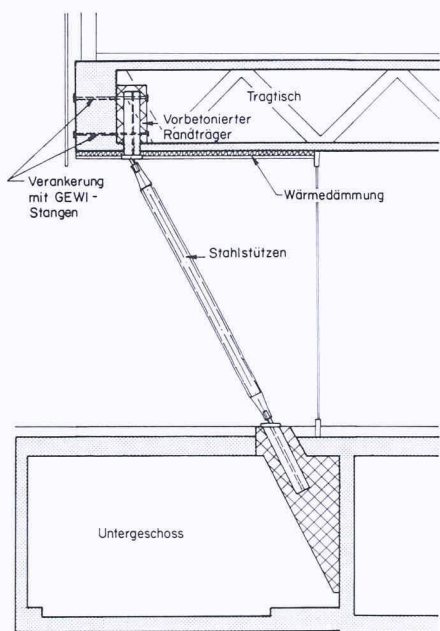 Tragtisch
Vorbetonierter
Randträger
Verankerung
mit GEWI-
Stangen
Wärmedämmung
Stahlstützen
Untergeschoss